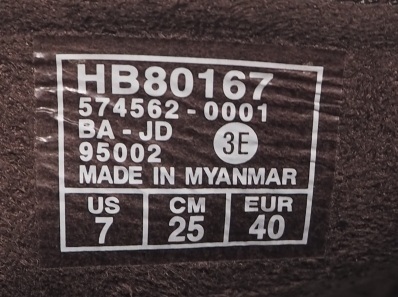 HB80167
574562-0001
BA-JD 3E
95002
MADE IN MYANMAR
US CM EUR
7 25 40